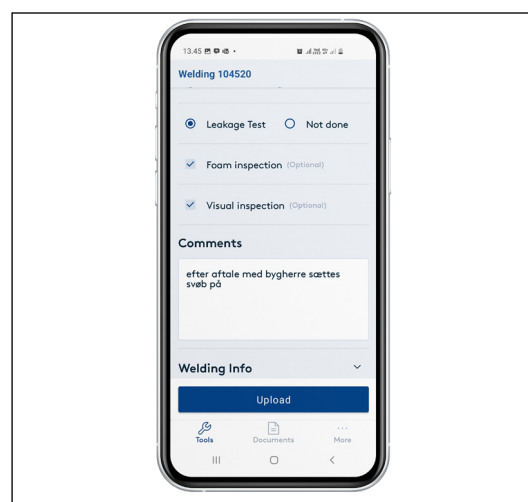 13.45
Welding 104520
Leakage Test Not done
Foam inspection (Optional)
Visual inspection (Optional)
Comments
efter aftale med bygherre sættes
svøb på
Welding Info
Upload
Tools Documents More